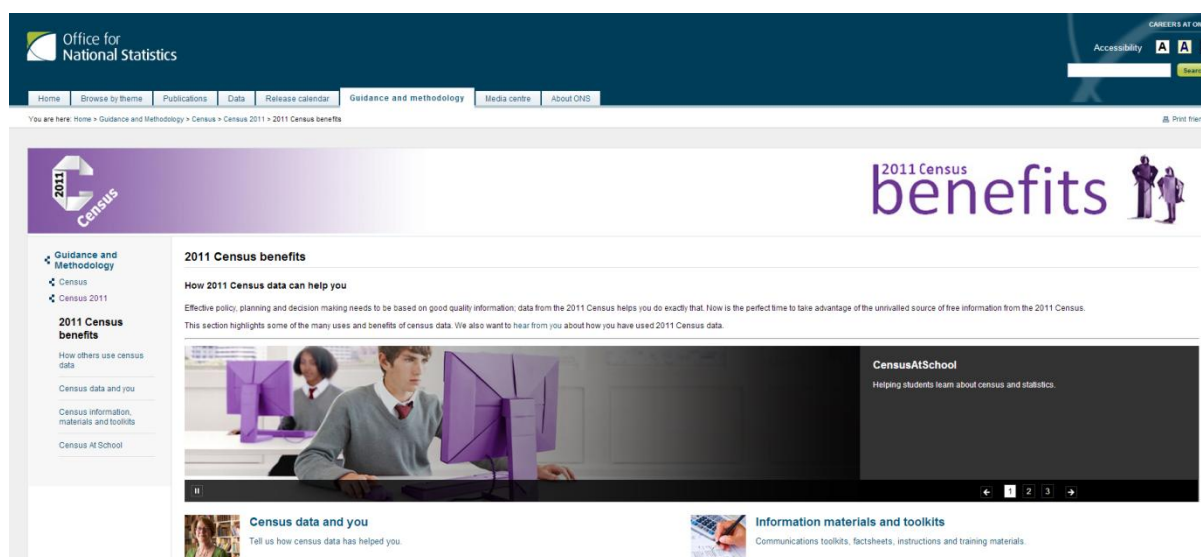 Office for
National Statistics
CAREERS AT ON
Accessibility A A
Searc
Home Browse by theme Publications Data Release calendar Guidance and methodology Media centre About ONS
You are here: Home > Guidance and Methodology > Census > Census 2011 > 2011 Census benefits
Print frien
2011
Census
2011 Census
benefits
Guidance and
Methodology
Census
Census 2011
2011 Census
benefits
How others use census
data
Census data and you
Census information,
materials and toolkits
Census At School
2011 Census benefits
How 2011 Census data can help you
Effective policy, planning and decision making needs to be based on good quality information; data from the 2011 Census helps you do exactly that. Now is the perfect time to take advantage of the unrivalled source of free information from the 2011 Census.
This section highlights some of the many uses and benefits of census data. We also want to hear from you about how you have used 2011 Census data.
CensusAtSchool
Helping students learn about census and statistics.
1 2 3
Census data and you
Tell us how census data has helped you.
Information materials and toolkits
Communications toolkits, factsheets, instructions and training materials.